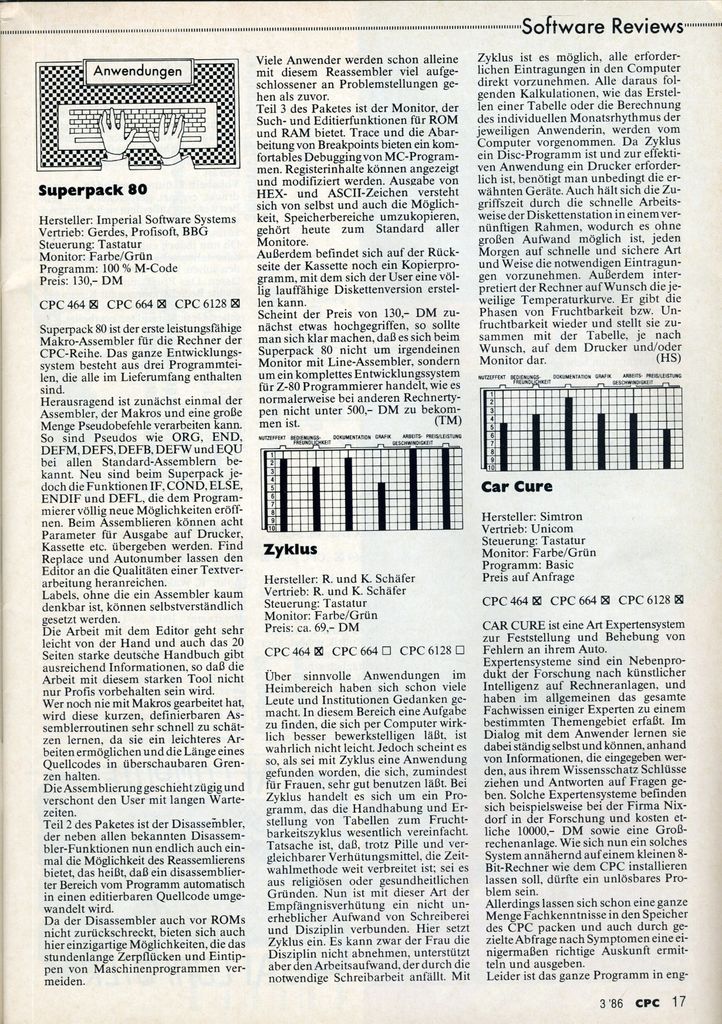 Software Reviews
Anwendungen
Superpack 80
Hersteller: Imperial Software Systems
Vertrieb: Gerdes, Profisoft, BBG
Steuerung: Tastatur
Monitor: Farbe/Grün
Programm: 100 % M-Code
Preis: 130,– DM
CPC 464 ☒ CPC 664 ☒ CPC 6128 ☒
Superpack 80 ist der erste leistungsfähige
Makro-Assembler für die Rechner der
CPC-Reihe. Das ganze Entwicklungs-
system besteht aus drei Programmtei-
len, die alle im Lieferumfang enthalten
sind.
Herausragend ist zunächst einmal der
Assembler, der Makros und eine große
Menge Pseudobefehle verarbeiten kann.
So sind Pseudos wie ORG, END,
DEFM, DEFS, DEFB, DEFW und EQU
bei allen Standard-Assemblern be-
kannt. Neu sind beim Superpack je-
doch die Funktionen IF, COND, ELSE,
ENDIF und DEFL, die dem Program-
mierer völlig neue Möglichkeiten eröff-
nen. Beim Assemblieren können acht
Parameter für Ausgabe auf Drucker,
Kassette etc. übergeben werden. Find
Replace und Autonumber lassen den
Editor an die Qualitäten einer Textver-
arbeitung heranreichen.
Labels, ohne die ein Assembler kaum
denkbar ist, können selbstverständlich
gesetzt werden.
Die Arbeit mit dem Editor geht sehr
leicht von der Hand und auch das 20
Seiten starke deutsche Handbuch gibt
ausreichend Informationen, so daß die
Arbeit mit diesem starken Tool nicht
nur Profis vorbehalten sein wird.
Wer noch nie mit Makros gearbeitet hat,
wird diese kurzen, definierbaren As-
semblerroutinen sehr schnell zu schät-
zen lernen, da sie ein leichteres Ar-
beiten ermöglichen und die Länge eines
Quellcodes in überschaubaren Gren-
zen halten.
Die Assemblierung geschieht zügig und
verschont den User mit langen Warte-
zeiten.
Teil 2 des Paketes ist der Disassembler,
der neben allen bekannten Disassem-
bler-Funktionen nun endlich auch ein-
mal die Möglichkeit des Reassemlierens
bietet, das heißt, daß ein disassemblier-
ter Bereich vom Programm automatisch
in einen editierbaren Quellcode umge-
wandelt wird.
Da der Disassembler auch vor ROMs
nicht zurückschreckt, bieten sich auch
hier einzigartige Möglichkeiten, die das
stundenlange Zerpflücken und Eintip-
pen von Maschinenprogrammen ver-
meiden.
Viele Anwender werden schon alleine
mit diesem Reassembler viel aufge-
schlossener an Problemstellungen ge-
hen als zuvor.
Teil 3 des Paketes ist der Monitor, der
Such- und Editierfunktionen für ROM
und RAM bietet. Trace und die Abar-
beitung von Breakpoints bieten ein kom-
fortables Debugging von MC-Program-
men. Registerinhalte können angezeigt
und modifiziert werden. Ausgabe von
HEX- und ASCII-Zeichen versteht
sich von selbst und auch die Möglich-
keit, Speicherbereiche umzukopieren,
gehört heute zum Standard aller
Monitore.
Außerdem befindet sich auf der Rück-
seite der Kassette noch ein Kopierpro-
gramm, mit dem sich der User eine völ-
lig lauffähige Diskettenversion erstel-
len kann.
Scheint der Preis von 130,– DM zu-
nächst etwas hochgegriffen, so sollte
man sich klar machen, daß es sich beim
Superpack 80 nicht um irgendeinen
Monitor mit Line-Assembler, sondern
um ein komplettes Entwicklungssystem
für Z-80 Programmierer handelt, wie es
normalerweise bei anderen Rechnerty-
pen nicht unter 500,– DM zu bekom-
men ist. (TM)
NUTZEFFEKT BEDIENUNGS- DOKUMENTATION GRAFIK ARBEITS- PREIS/LEISTUNG
FREUNDLICHKEIT GESCHWINDIGKEIT
1
2
3
4
5
6
7
8
9
10
Zyklus
Hersteller: R. und K. Schäfer
Vertrieb: R. und K. Schäfer
Steuerung: Tastatur
Monitor: Farbe/Grün
Preis: ca. 69,– DM
CPC 464 ☒ CPC 664 ☐ CPC 6128 ☐
Über sinnvolle Anwendungen im
Heimbereich haben sich schon viele
Leute und Institutionen Gedanken ge-
macht. In diesem Bereich eine Aufgabe
zu finden, die sich per Computer wirk-
lich besser bewerkstelligen läßt, ist
wahrlich nicht leicht. Jedoch scheint es
so, als sei mit Zyklus eine Anwendung
gefunden worden, die sich, zumindest
für Frauen, sehr gut benutzen läßt. Bei
Zyklus handelt es sich um ein Pro-
gramm, das die Handhabung und Er-
stellung von Tabellen zum Frucht-
barkeitszyklus wesentlich vereinfacht.
Tatsache ist, daß, trotz Pille und ver-
gleichbarer Verhütungsmittel, die Zeit-
wahlmethode weit verbreitet ist; sei es
aus religiösen oder gesundheitlichen
Gründen. Nun ist mit dieser Art der
Empfängnisverhütung ein nicht un-
erheblicher Aufwand von Schreiberei
und Disziplin verbunden. Hier setzt
Zyklus ein. Es kann zwar der Frau die
Disziplin nicht abnehmen, unterstützt
aber den Arbeitsaufwand, der durch die
notwendige Schreibarbeit anfällt. Mit
Zyklus ist es möglich, alle erforder-
lichen Eintragungen in den Computer
direkt vorzunehmen. Alle daraus fol-
genden Kalkulationen, wie das Erstel-
len einer Tabelle oder die Berechnung
des individuellen Monatsrhythmus der
jeweiligen Anwenderin, werden vom
Computer vorgenommen. Da Zyklus
ein Disc-Programm ist und zur effekti-
ven Anwendung ein Drucker erforder-
lich ist, benötigt man unbedingt die er-
wähnten Geräte. Auch hält sich die Zu-
griffszeit durch die schnelle Arbeits-
weise der Diskettenstation in einem ver-
nünftigen Rahmen, wodurch es ohne
großen Aufwand möglich ist, jeden
Morgen auf schnelle und sichere Art
und Weise die notwendigen Eintragun-
gen vorzunehmen. Außerdem inter-
pretiert der Rechner auf Wunsch die je-
weilige Temperaturkurve. Er gibt die
Phasen von Fruchtbarkeit bzw. Un-
fruchtbarkeit wieder und stellt sie zu-
sammen mit der Tabelle, je nach
Wunsch, auf dem Drucker und/oder
Monitor dar. (HS)
NUTZEFFEKT BEDIENUNGS- DOKUMENTATION GRAFIK ARBEITS- PREIS/LEISTUNG
FREUNDLICHKEIT GESCHWINDIGKEIT
1
2
3
4
5
6
7
8
9
10
Car Cure
Hersteller: Simtron
Vertrieb: Unicom
Steuerung: Tastatur
Monitor: Farbe/Grün
Programm: Basic
Preis auf Anfrage
CPC 464 ☒ CPC 664 ☒ CPC 6128 ☒
CAR CURE ist eine Art Expertensystem
zur Feststellung und Behebung von
Fehlern an ihrem Auto.
Expertensysteme sind ein Nebenpro-
dukt der Forschung nach künstlicher
Intelligenz auf Rechneranlagen, und
haben im allgemeinen das gesamte
Fachwissen einiger Experten zu einem
bestimmten Themengebiet erfaßt. Im
Dialog mit dem Anwender lernen sie
dabei ständig selbst und können, anhand
von Informationen, die eingegeben wer-
den, aus ihrem Wissensschatz Schlüsse
ziehen und Antworten auf Fragen ge-
ben. Solche Expertensysteme befinden
sich beispielsweise bei der Firma Nix-
dorf in der Forschung und kosten et-
liche 10000,– DM sowie eine Groß-
rechenanlage. Wie sich nun ein solches
System annähernd auf einem kleinen 8-
Bit-Rechner wie dem CPC installieren
lassen soll, dürfte ein unlösbares Pro-
blem sein.
Allerdings lassen sich schon eine ganze
Menge Fachkenntnisse in den Speicher
des CPC packen und auch durch ge-
zielte Abfrage nach Symptomen eine ei-
nigermaßen richtige Auskunft ermit-
teln und ausgeben.
Leider ist das ganze Programm in eng-
3 '86 CPC 17